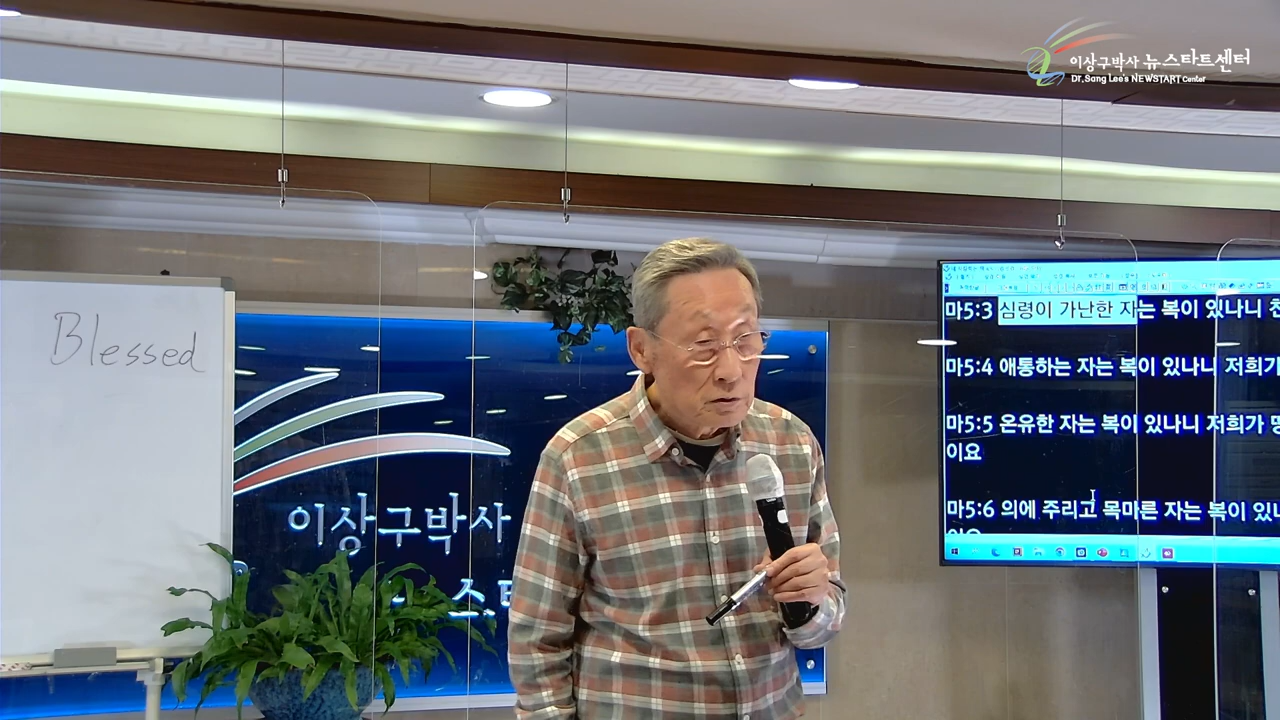 이상구박사 뉴스타트센터
Dr. Sang Lee's NEWSTART Center
Blessed
이상구박사
스타
마5:3 심령이 가난한 자는 복이 있나니 천
마5:4 애통하는 자는 복이 있나니 저희가
마5:5 온유한 자는 복이 있나니 저희가 땅
이요
마5:6 의에 주리고 목마른 자는 복이 있나